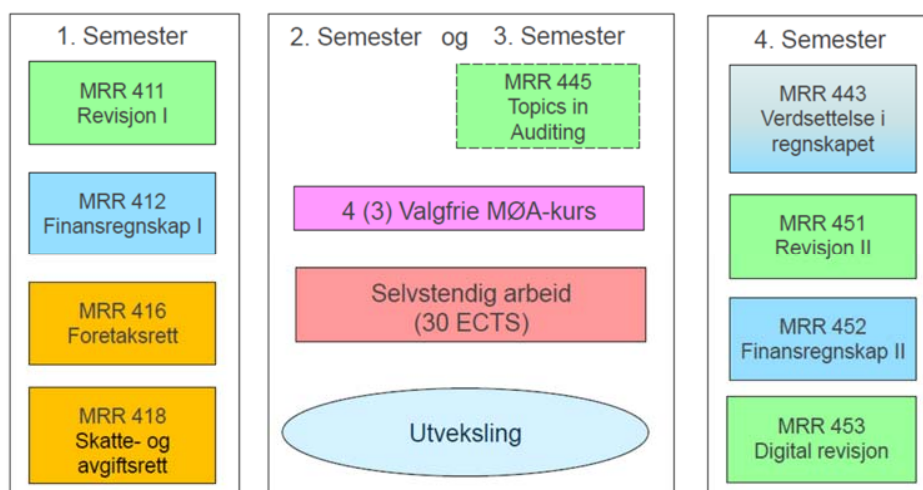 1. Semester
MRR 411
Revisjon I
MRR 412
Finansregnskap I
MRR 416
Foretaksrett
MRR 418
Skatte- og
avgiftsrett
2. Semester og 3. Semester
MRR 445
Topics in
Auditing
4 (3) Valgfrie MØA-kurs
Selvstendig arbeid
(30 ECTS)
Utveksling
4. Semester
MRR 443
Verdsettelse i
regnskapet
MRR 451
Revisjon II
MRR 452
Finansregnskap II
MRR 453
Digital revisjon